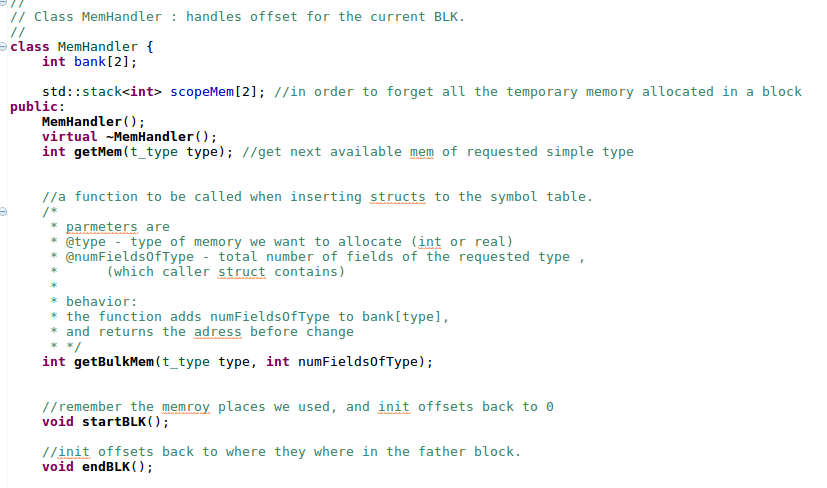 //
// Class MemHandler : handles offset for the current BLK.
//
class MemHandler {
int bank[2];
std::stack<int> scopeMem[2]; //in order to forget all the temporary memory allocated in a block
public:
MemHandler();
virtual ~MemHandler();
int getMem(t_type type); //get next available mem of requested simple type
//a function to be called when inserting structs to the symbol table.
/*
* parmeters are
* @type - type of memory we want to allocate (int or real)
* @numFieldsOfType - total number of fields of the requested type ,
* (which caller struct contains)
*
* behavior:
* the function adds numFieldsOfType to bank[type],
* and returns the adress before change
* */
int getBulkMem(t_type type, int numFieldsOfType);
//remember the memroy places we used, and init offsets back to 0
void startBLK();
//init offsets back to where they where in the father block.
void endBLK();